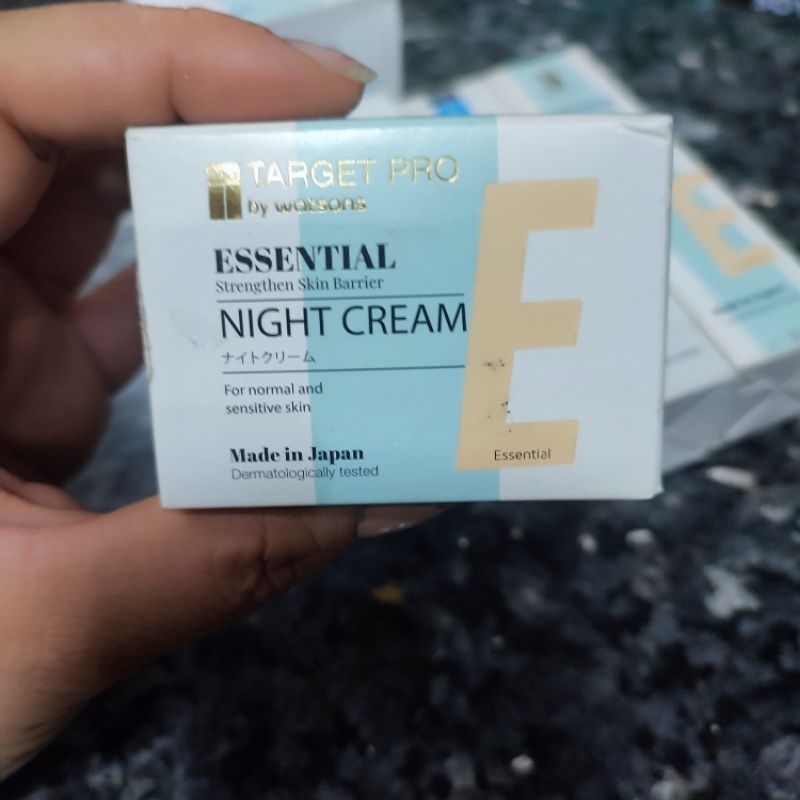 TARGET PRO
by watsons
ESSENTIAL
Strengthen Skin Barrier
NIGHT CREAM
ナイトクリーム
For normal and
sensitive skin
Made in Japan
Dermatologically tested
E
Essential
E